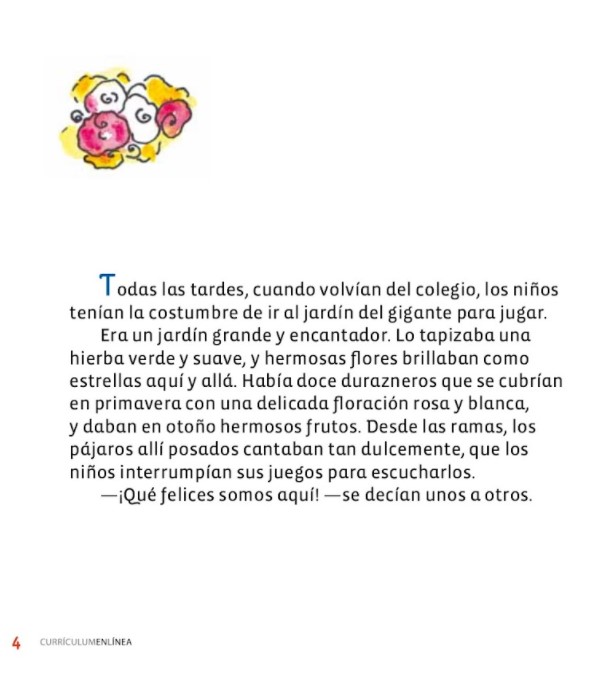 Todas las tardes, cuando volvían del colegio, los niños
tenían la costumbre de ir al jardín del gigante para jugar.
Era un jardín grande y encantador. Lo tapizaba una
hierba verde y suave, y hermosas flores brillaban como
estrellas aquí y allá. Había doce durazneros que se cubrían
en primavera con una delicada floración rosa y blanca,
y daban en otoño hermosos frutos. Desde las ramas, los
pájaros allí posados cantaban tan dulcemente, que los
niños interrumpían sus juegos para escucharlos.
—¡Qué felices somos aquí! —se decían unos a otros.
4 CURRÍCULUMENLÍNEA